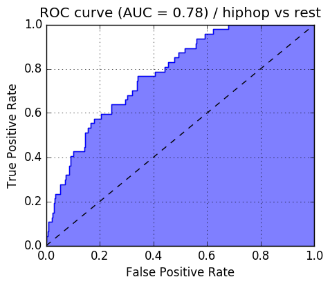 ROC curve (AUC = 0.78) / hiphop vs rest
True Positive Rate
1.0
0.8
0.6
0.4
0.2
0.0
0.0 0.2 0.4 0.6 0.8 1.0
False Positive Rate